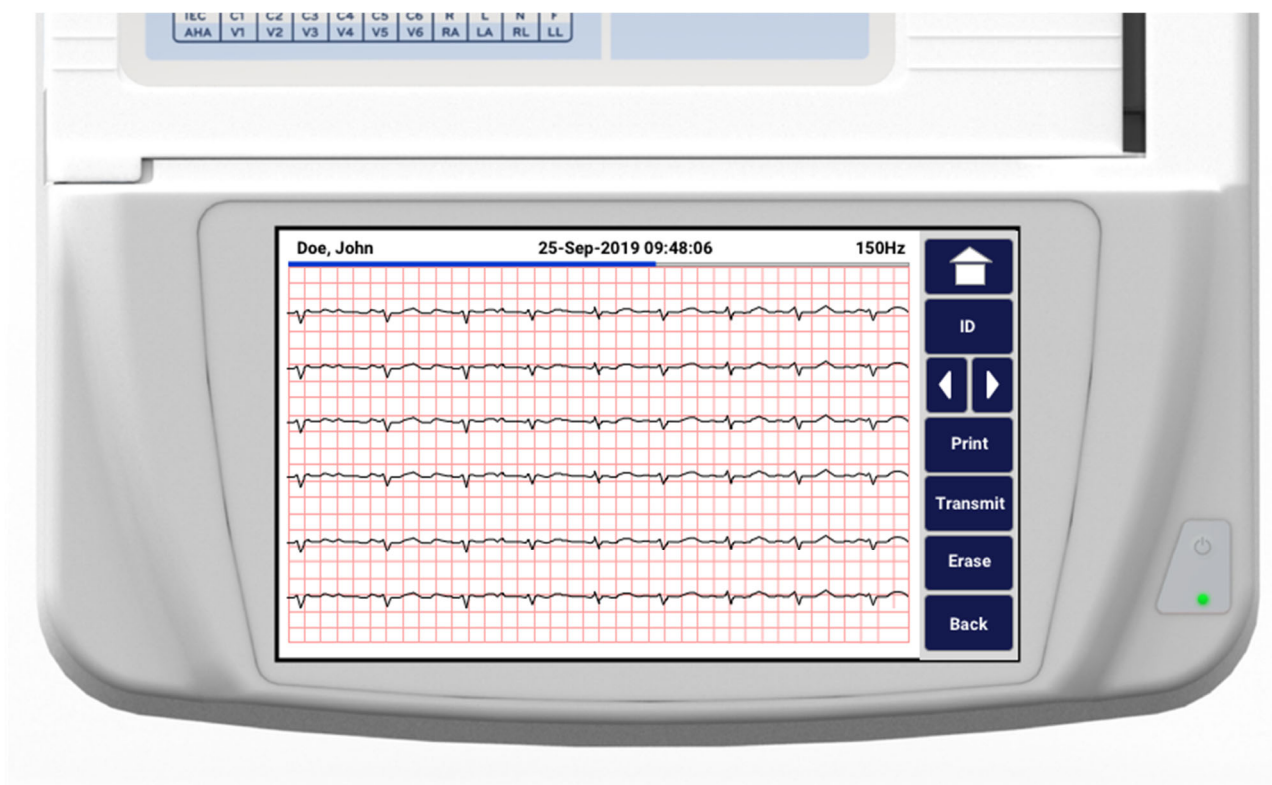 IEC C1 C2 C3 C4 C5 C6 R L N F
AHA V1 V2 V3 V4 V5 V6 RA LA RL LL
Doe, John 25-Sep-2019 09:48:06 150Hz
ID
Print
Transmit
Erase
Back